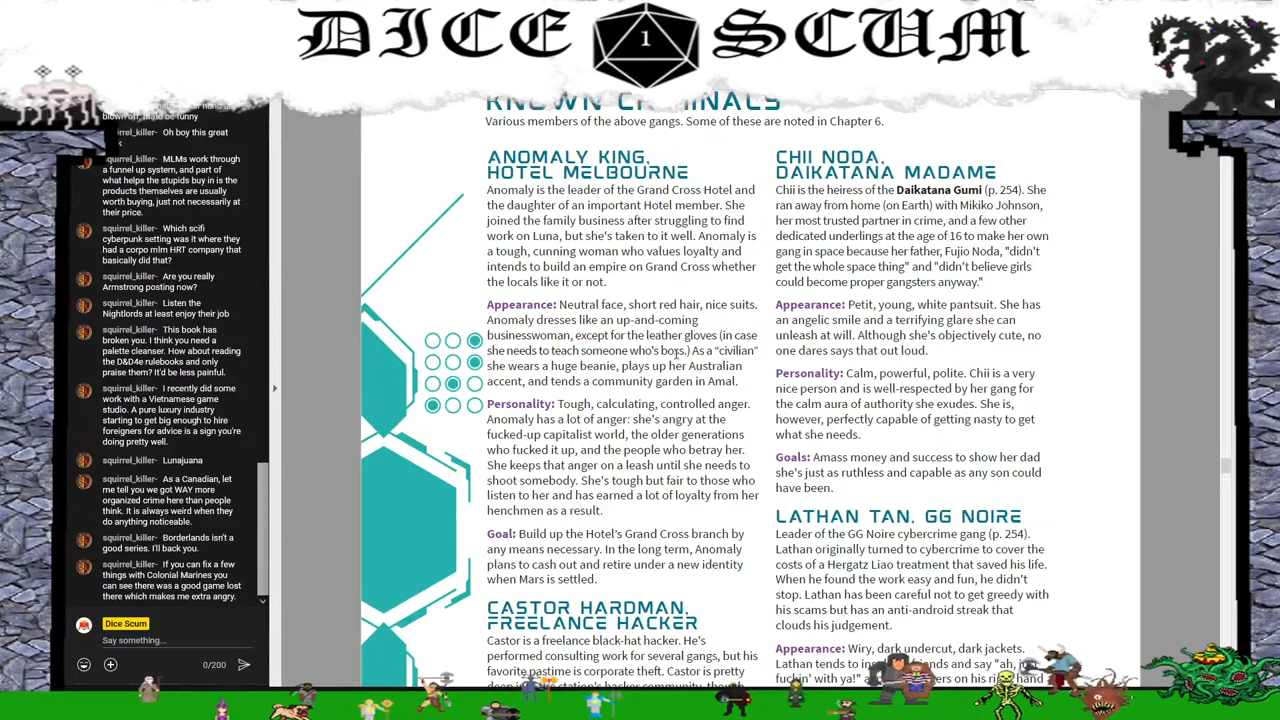 DICE 1 SCUM
blown off,
squirrel_killer- Oh boy this great
squirrel_killer- MLMs work through
a funnel up system, and part of
what helps the stupids buy in is the
products themselves are usually
worth buying, just not necessarily at
their price.
squirrel_killer- Which scifi
cyberpunk setting was it where they
had a corpo mlm HRT company that
basically did that?
squirrel_killer- Are you really
Armstrong posting now?
squirrel_killer- Listen the
Nightlords at least enjoy their job
squirrel_killer- This book has
broken you. I think you need a
palette cleanser. How about reading
the D&D4e rulebooks and only
praise them? It'd be less painful.
squirrel_killer- I recently did some
work with a Vietnamese game
studio. A pure luxury industry
starting to get big enough to hire
foreigners for advice is a sign you're
doing pretty well.
squirrel_killer- Lunajuana
squirrel_killer- As a Canadian, let
me tell you we got WAY more
organized crime here than people
think. It is always weird when they
do anything noticeable.
squirrel_killer- Borderlands isn't a
good series. I'll back you.
squirrel_killer- If you can fix a few
things with Colonial Marines you
can see there was a good game lost
there which makes me extra angry.
Dice Scum
Say something...
0/200
KNOWN CRIMINALS
Various members of the above gangs. Some of these are noted in Chapter 6.
ANOMALY KING,
HOTEL MELBOURNE
Anomaly is the leader of the Grand Cross Hotel and
the daughter of an important Hotel member. She
joined the family business after struggling to find
work on Luna, but she's taken to it well. Anomaly is
a tough, cunning woman who values loyalty and
intends to build an empire on Grand Cross whether
the locals like it or not.
Appearance: Neutral face, short red hair, nice suits.
Anomaly dresses like an up-and-coming
businesswoman, except for the leather gloves (in case
she needs to teach someone who's boss.) As a "civilian"
she wears a huge beanie, plays up her Australian
accent, and tends a community garden in Amal.
Personality: Tough, calculating, controlled anger.
Anomaly has a lot of anger: she's angry at the
fucked-up capitalist world, the older generations
who fucked it up, and the people who betray her.
She keeps that anger on a leash until she needs to
shoot somebody. She's tough but fair to those who
listen to her and has earned a lot of loyalty from her
henchmen as a result.
Goal: Build up the Hotel's Grand Cross branch by
any means necessary. In the long term, Anomaly
plans to cash out and retire under a new identity
when Mars is settled.
CASTOR HARDMAN,
FREELANCE HACKER
Castor is a freelance black-hat hacker. He's
performed consulting work for several gangs, but his
favorite pastime is corporate theft. Castor is pretty
deep in the station's hacker community, though
CHII NODA,
DAIKATANA MADAME
Chii is the heiress of the Daikatana Gumi (p. 254). She
ran away from home (on Earth) with Mikiko Johnson,
her most trusted partner in crime, and a few other
dedicated underlings at the age of 16 to make her own
gang in space because her father, Fujio Noda, "didn't
get the whole space thing" and "didn't believe girls
could become proper gangsters anyway."
Appearance: Petit, young, white pantsuit. She has
an angelic smile and a terrifying glare she can
unleash at will. Although she's objectively cute, no
one dares says that out loud.
Personality: Calm, powerful, polite. Chii is a very
nice person and is well-respected by her gang for
the calm aura of authority she exudes. She is,
however, perfectly capable of getting nasty to get
what she needs.
Goals: Amass money and success to show her dad
she's just as ruthless and capable as any son could
have been.
LATHAN TAN, GG NOIRE
Leader of the GG Noire cybercrime gang (p. 254).
Lathan originally turned to cybercrime to cover the
costs of a Hergatz Liao treatment that saved his life.
When he found the work easy and fun, he didn't
stop. Lathan has been careful not to get greedy with
his scams but has an anti-android streak that
clouds his judgement.
Appearance: Wiry, dark undercut, dark jackets.
Lathan tends to friends and say "ah, just
fuckin' with ya!" on his right hand